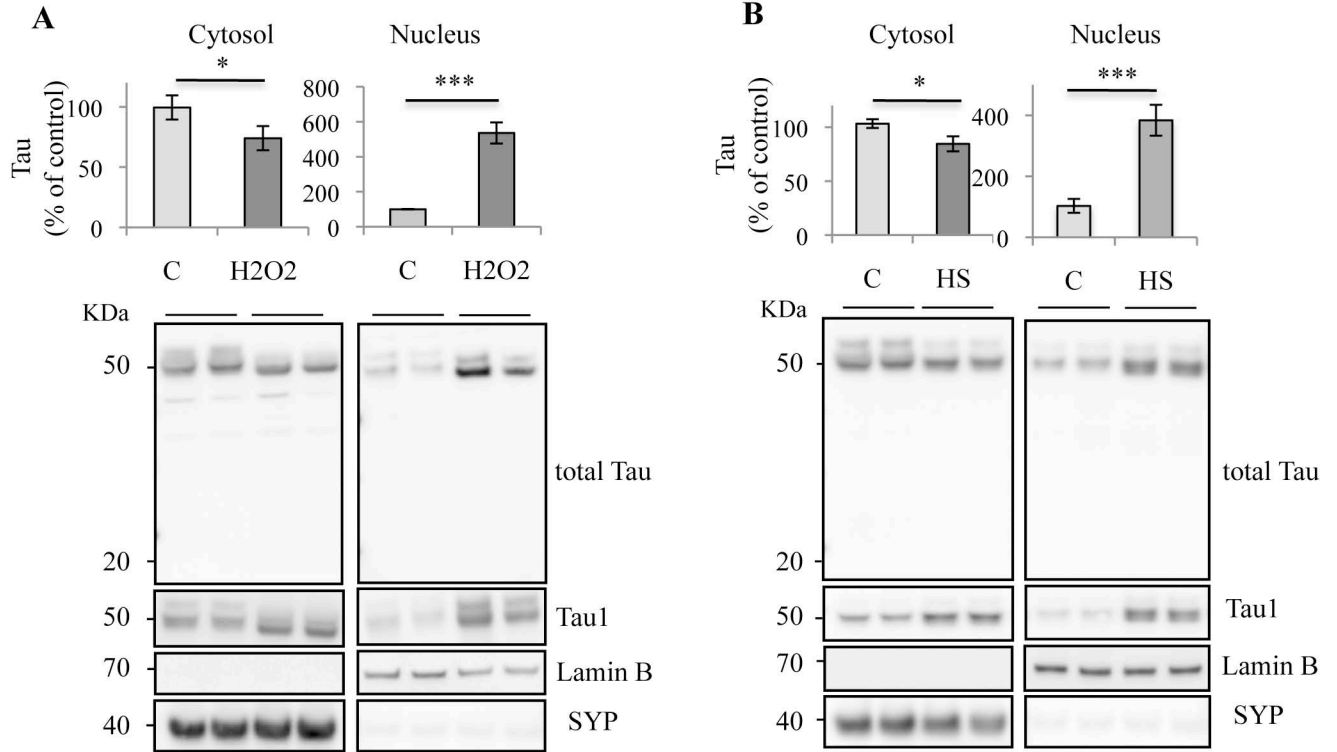 A
Cytosol
Nucleus
*
***
Tau
(% of control)
100
50
0
800
600
400
200
0
C
H2O2
C
H2O2
KDa
50
20
50
70
40
total Tau
Tau1
Lamin B
SYP
B
Cytosol
Nucleus
*
***
Tau
(% of control)
100
50
0
400
200
0
C
HS
C
HS
KDa
50
20
50
70
40
total Tau
Tau1
Lamin B
SYP